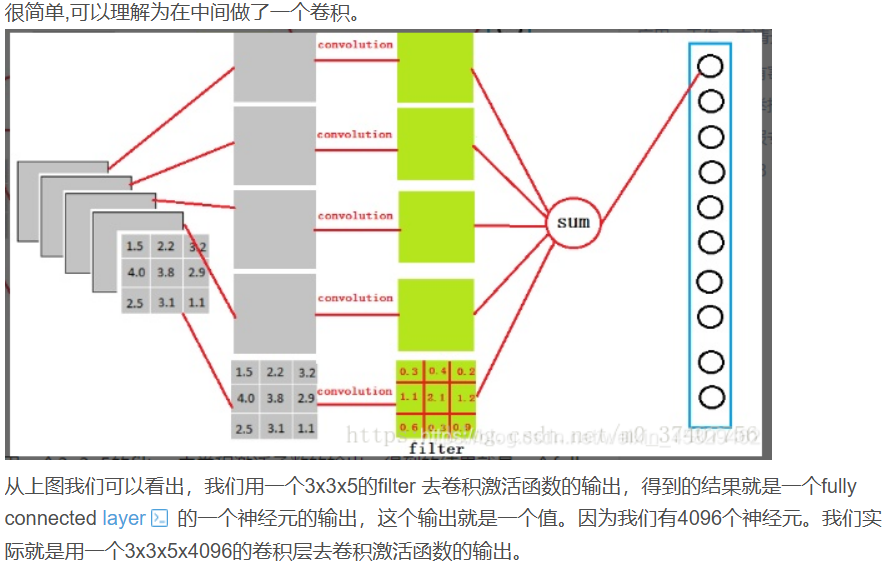 很简单,可以理解为在中间做了一个卷积。
convolution
convolution
convolution
convolution
convolution
sum
1.5 2.2 3.2
4.0 3.8 2.9
2.5 3.1 1.1
1.5 2.2 3.2
4.0 3.8 2.9
2.5 3.1 1.1
0.3 0.4 0.2
1.1 2.1 1.2
0.6 0.3 0.9
filter
从上图我们可以看出，我们用一个3x3x5的filter 去卷积激活函数的输出，得到的结果就是一个fully
connected layer 的一个神经元的输出，这个输出就是一个值。因为我们有4096个神经元。我们实
际就是用一个3x3x5x4096的卷积层去卷积激活函数的输出。